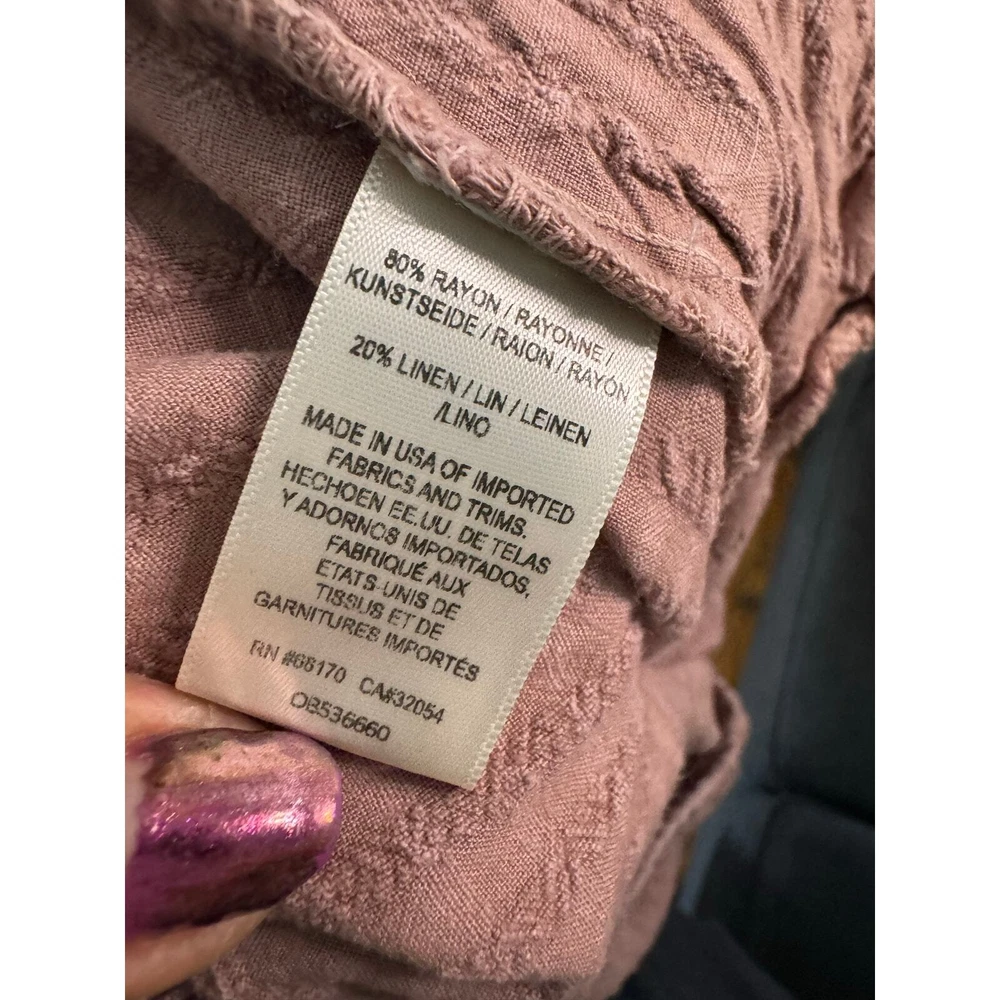 80% RAYON / RAYONNE /
KUNSTSEIDE / RAION / RAYON
20% LINEN / LIN / LEINEN
/LINO
MADE IN USA OF IMPORTED
FABRICS AND TRIMS.
HECHOEN EE.UU. DE TELAS
Y ADORNOS IMPORTADOS,
FABRIQUÉ AUX
ETATS-UNIS DE
TISSUS ET DE
GARNITURES IMPORTÉS
RN #68170 CA#32054
OB536660